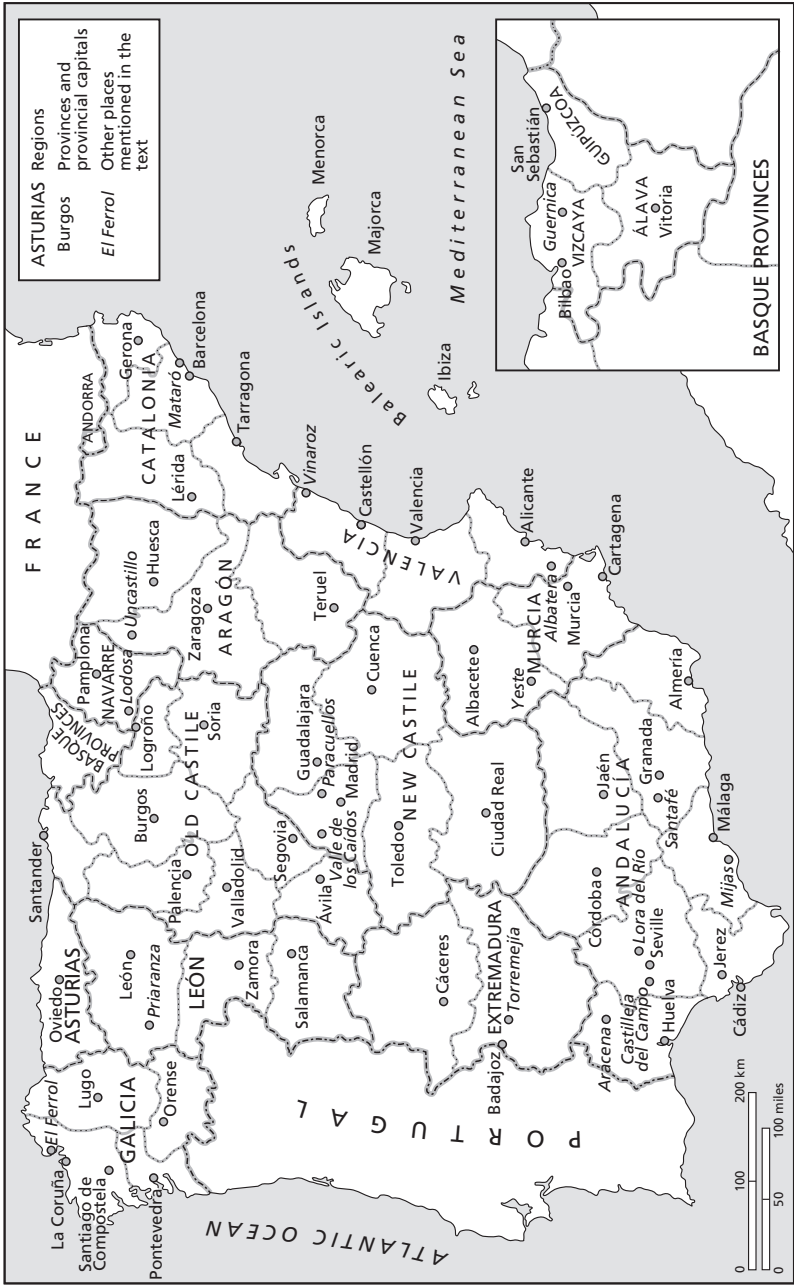 ASTURIAS Regions
Burgos Provinces and
provincial capitals
El Ferrol Other places
mentioned in the
text
FRANCE
ANDORRA
Mediterranean Sea
Balearic Islands
Menorca
Majorca
Ibiza
ATLANTIC OCEAN
PORTUGAL
La Coruña
El Ferrol
Santiago de
Compostela
Pontevedra
Lugo
GALICIA
Orense
Oviedo
ASTURIAS
León
Priaranza
LEÓN
Zamora
Salamanca
Santander
Burgos
Palencia
OLD CASTILE
Valladolid
Segovia
Ávila
Logroño
Soria
BASQUE
PROVINCES
Pamplona
NAVARRE
Lodosa
Uncastillo
Huesca
Zaragoza
ARAGÓN
Teruel
Gerona
CATALONIA
Mataró
Barcelona
Lérida
Tarragona
Vinaroz
Castellón
Valencia
VALENCIA
Alicante
Guadalajara
Paracuellos
Madrid
Valle de
los Caídos
Toledo
NEW CASTILE
Cuenca
Ciudad Real
Albacete
Yeste
MURCIA
Albatera
Murcia
Cartagena
Cáceres
EXTREMADURA
Torremejía
Badajoz
Cordoba
Jaén
ANDALUCIA
Lora del Río
Seville
Castilleja
del Campo
Aracena
Huelva
Granada
Santafé
Almería
Málaga
Mijas
Jerez
Cádiz
0 100 200 km
0 50 100 miles
San
Sebastián
GUIPÚZCOA
Guernica
Bilbao
VIZCAYA
ÁLAVA
Vitoria
BASQUE PROVINCES